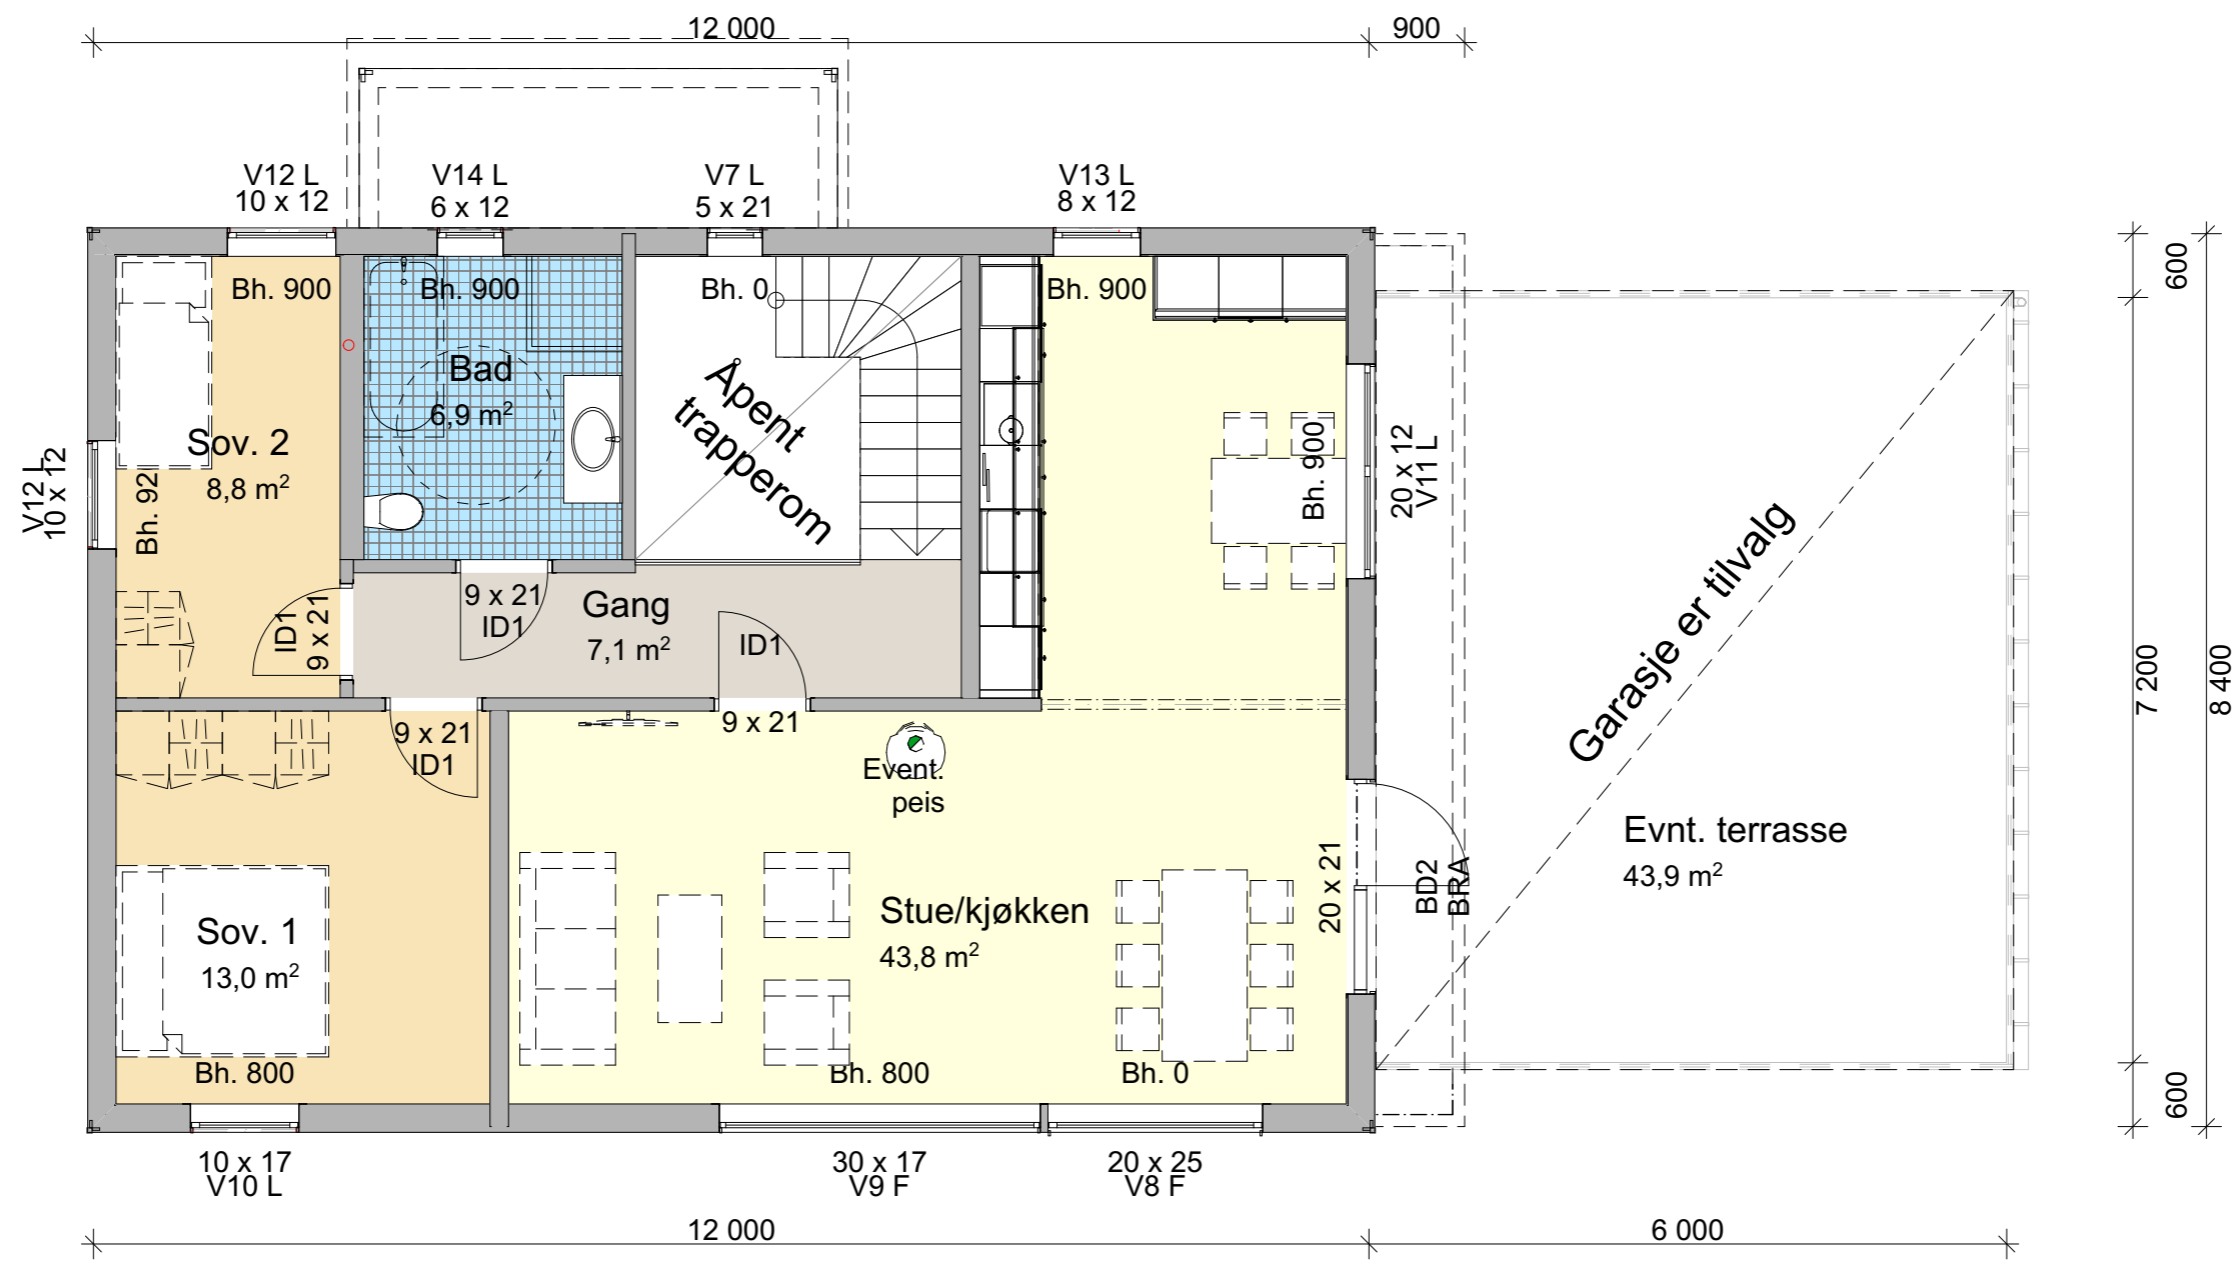 12 000
900
V12 L
10 x 12
V14 L
6 x 12
V7 L
5 x 21
V13 L
8 x 12
Bh. 900
Bh. 900
Bh. 0
Bh. 900
600
Bad
6,9 m²
Åpent
trapperom
Sov. 2
8,8 m²
V12 L
10 x 12
Bh. 92
Bh. 900
20 x 12
V11 L
Garasje er tilvalg
ID1
9 x 21
9 x 21
ID1
Gang
7,1 m²
ID1
7 200
8 400
9 x 21
ID1
9 x 21
Event.
peis
Evnt. terrasse
43,9 m²
20 x 21
BD2
BRA
Sov. 1
13,0 m²
Stue/kjøkken
43,8 m²
Bh. 800
Bh. 800
Bh. 0
600
10 x 17
V10 L
30 x 17
V9 F
20 x 25
V8 F
12 000
6 000